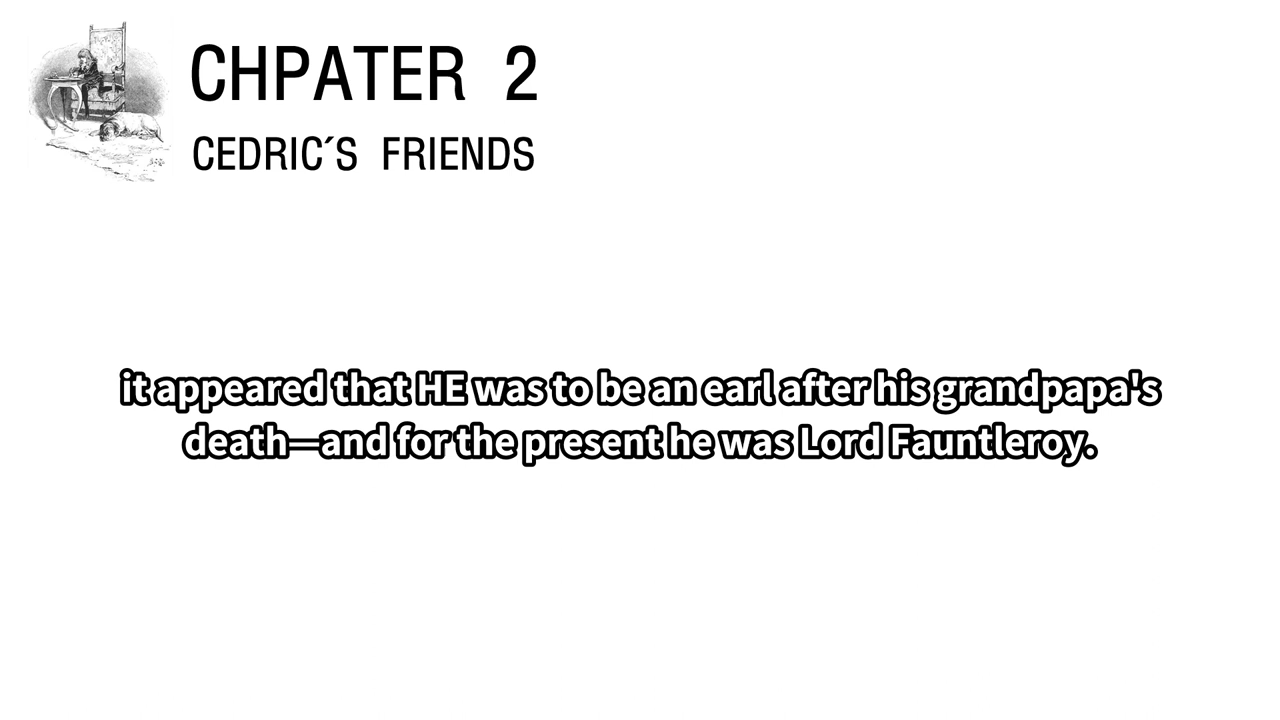 CHPATER 2
CEDRIC´S FRIENDS
it appeared that HE was to be an earl after his grandpapa's
death—and for the present he was Lord Fauntleroy.